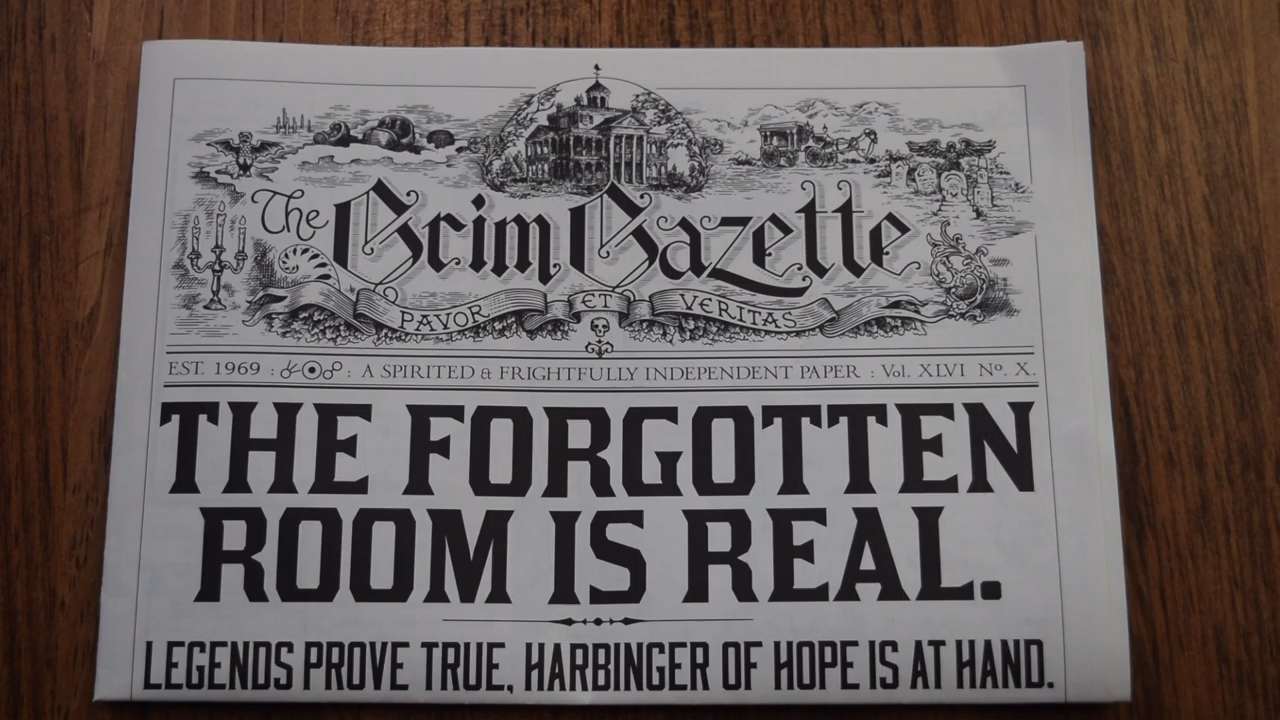 The Grim Gazette
PAVOR ET VERITAS
EST. 1969 : : A SPIRITED & FRIGHTFULLY INDEPENDENT PAPER : Vol. XLVI No. X.
THE FORGOTTEN
ROOM IS REAL.
LEGENDS PROVE TRUE, HARBINGER OF HOPE IS AT HAND.